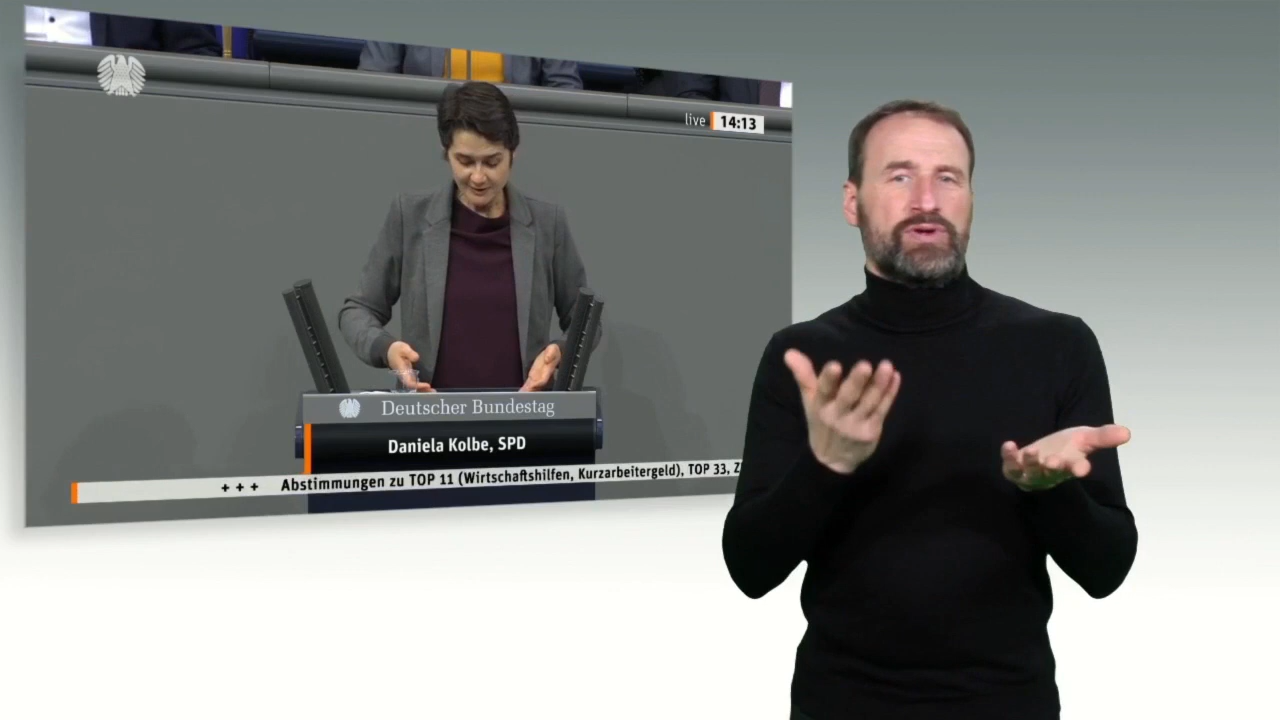 live 14:13
Deutscher Bundestag
Daniela Kolbe, SPD
+ + + Abstimmungen zu TOP 11 (Wirtschaftshilfen, Kurzarbeitergeld), TOP 33,